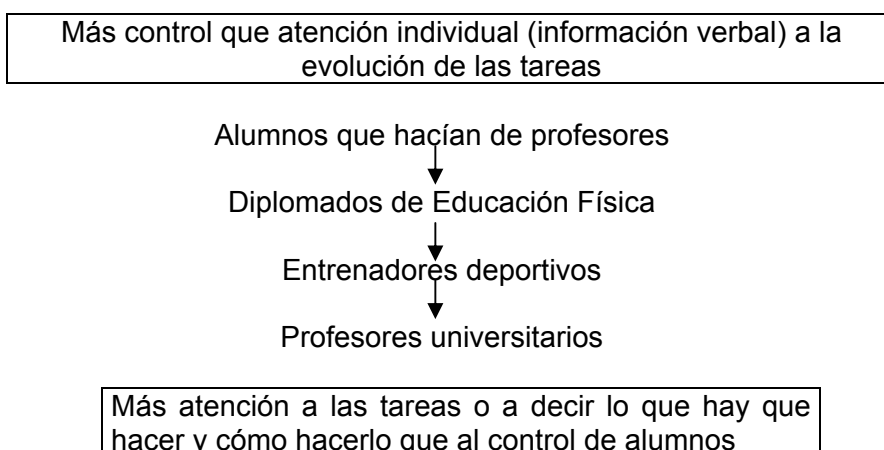 Más control que atención individual (información verbal) a la
evolución de las tareas
Alumnos que hacían de profesores
Diplomados de Educación Física
Entrenadores deportivos
Profesores universitarios
Más atención a las tareas o a decir lo que hay que
hacer y cómo hacerlo que al control de alumnos